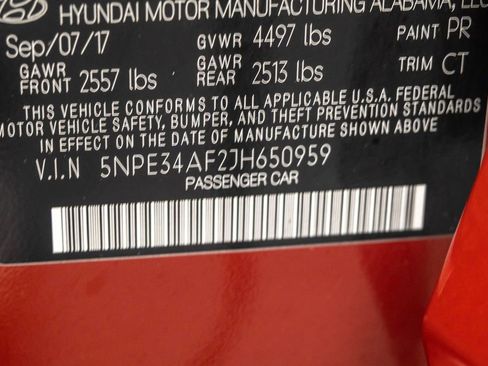 HYUNDAI MOTOR MANUFACTURING ALABAMA, LLC
Sep/07/17 GVWR 4497 lbs PAINT PR
GAWR FRONT 2557 lbs GAWR REAR 2513 lbs TRIM CT
THIS VEHICLE CONFORMS TO ALL APPLICABLE U.S.A. FEDERAL
MOTOR VEHICLE SAFETY, BUMPER, AND THEFT PREVENTION STANDARDS
IN EFFECT ON THE DATE OF MANUFACTURE SHOWN ABOVE
V.I.N 5NPE34AF2JH650959
PASSENGER CAR